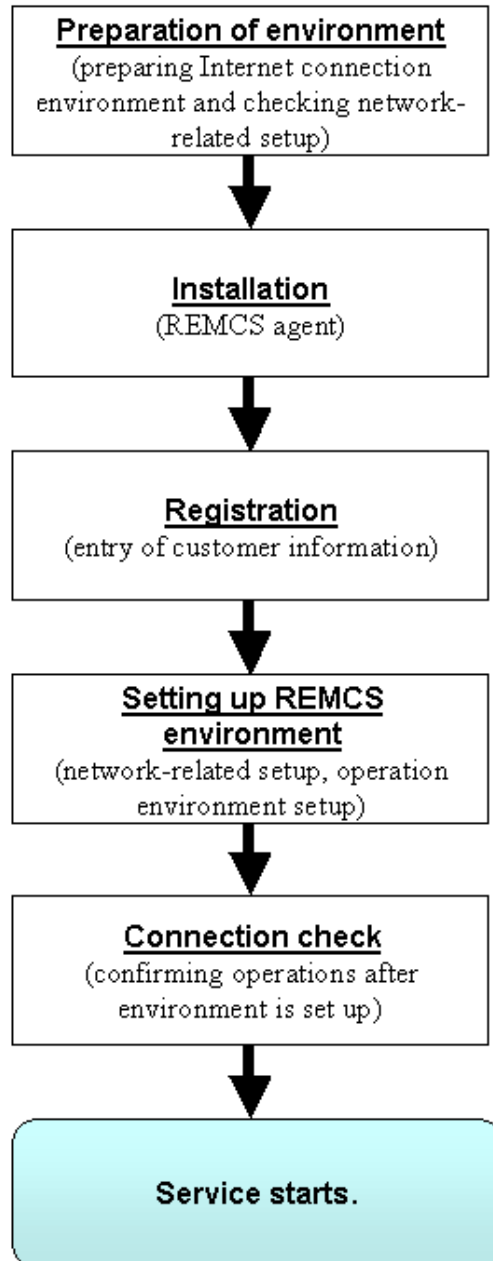 Preparation of environment
(preparing Internet connection
environment and checking network-
related setup)
Installation
(REMCS agent)
Registration
(entry of customer information)
Setting up REMCS
environment
(network-related setup, operation
environment setup)
Connection check
(confirming operations after
environment is set up)
Service starts.